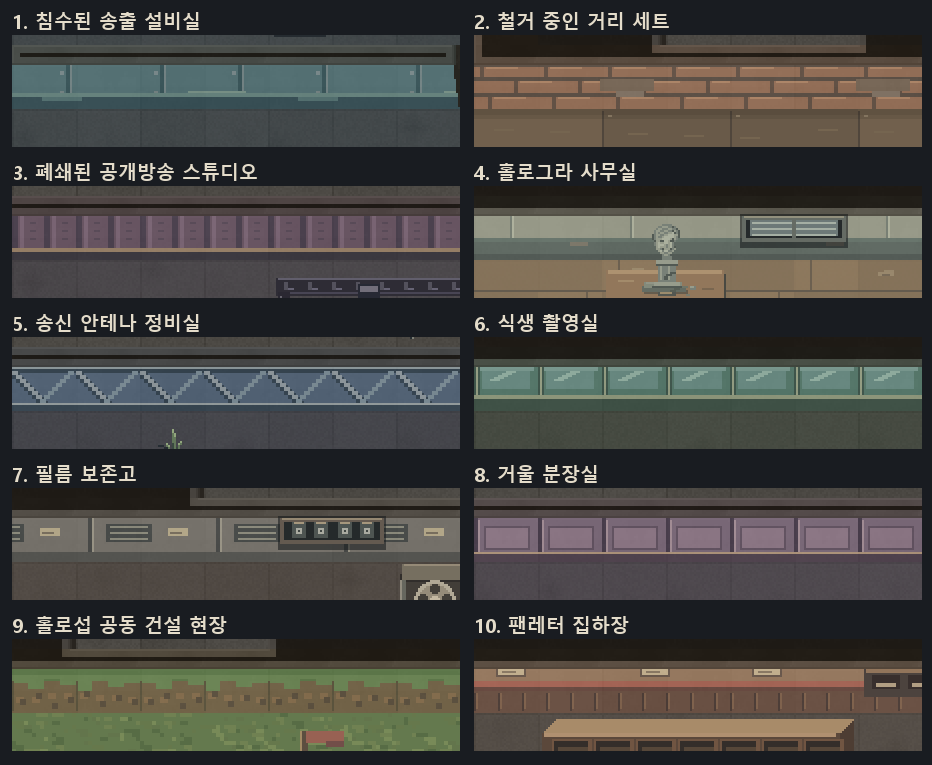 1. 침수된 송출 설비실
2. 철거 중인 거리 세트
3. 폐쇄된 공개방송 스튜디오
4. 홀로그라 사무실
5. 송신 안테나 정비실
6. 식생 촬영실
7. 필름 보존고
8. 거울 분장실
9. 홀로섭 공동 건설 현장
10. 팬레터 집하장